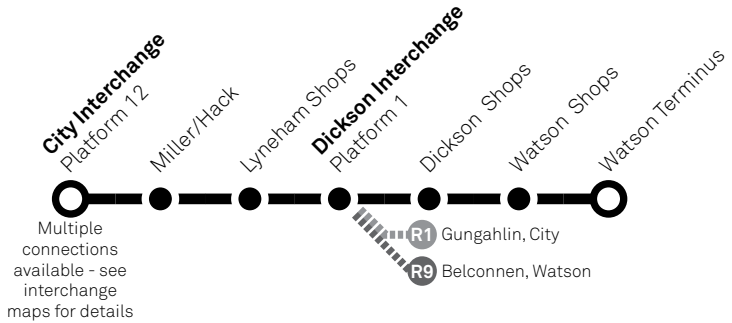 City Interchange
Platform 12
Miller/Hack
Lyneham Shops
Dickson Interchange
Platform 1
Dickson Shops
Watson Shops
Watson Terminus
Multiple
connections
available - see
interchange
maps for details
R1 Gungahlin, City
R9 Belconnen, Watson